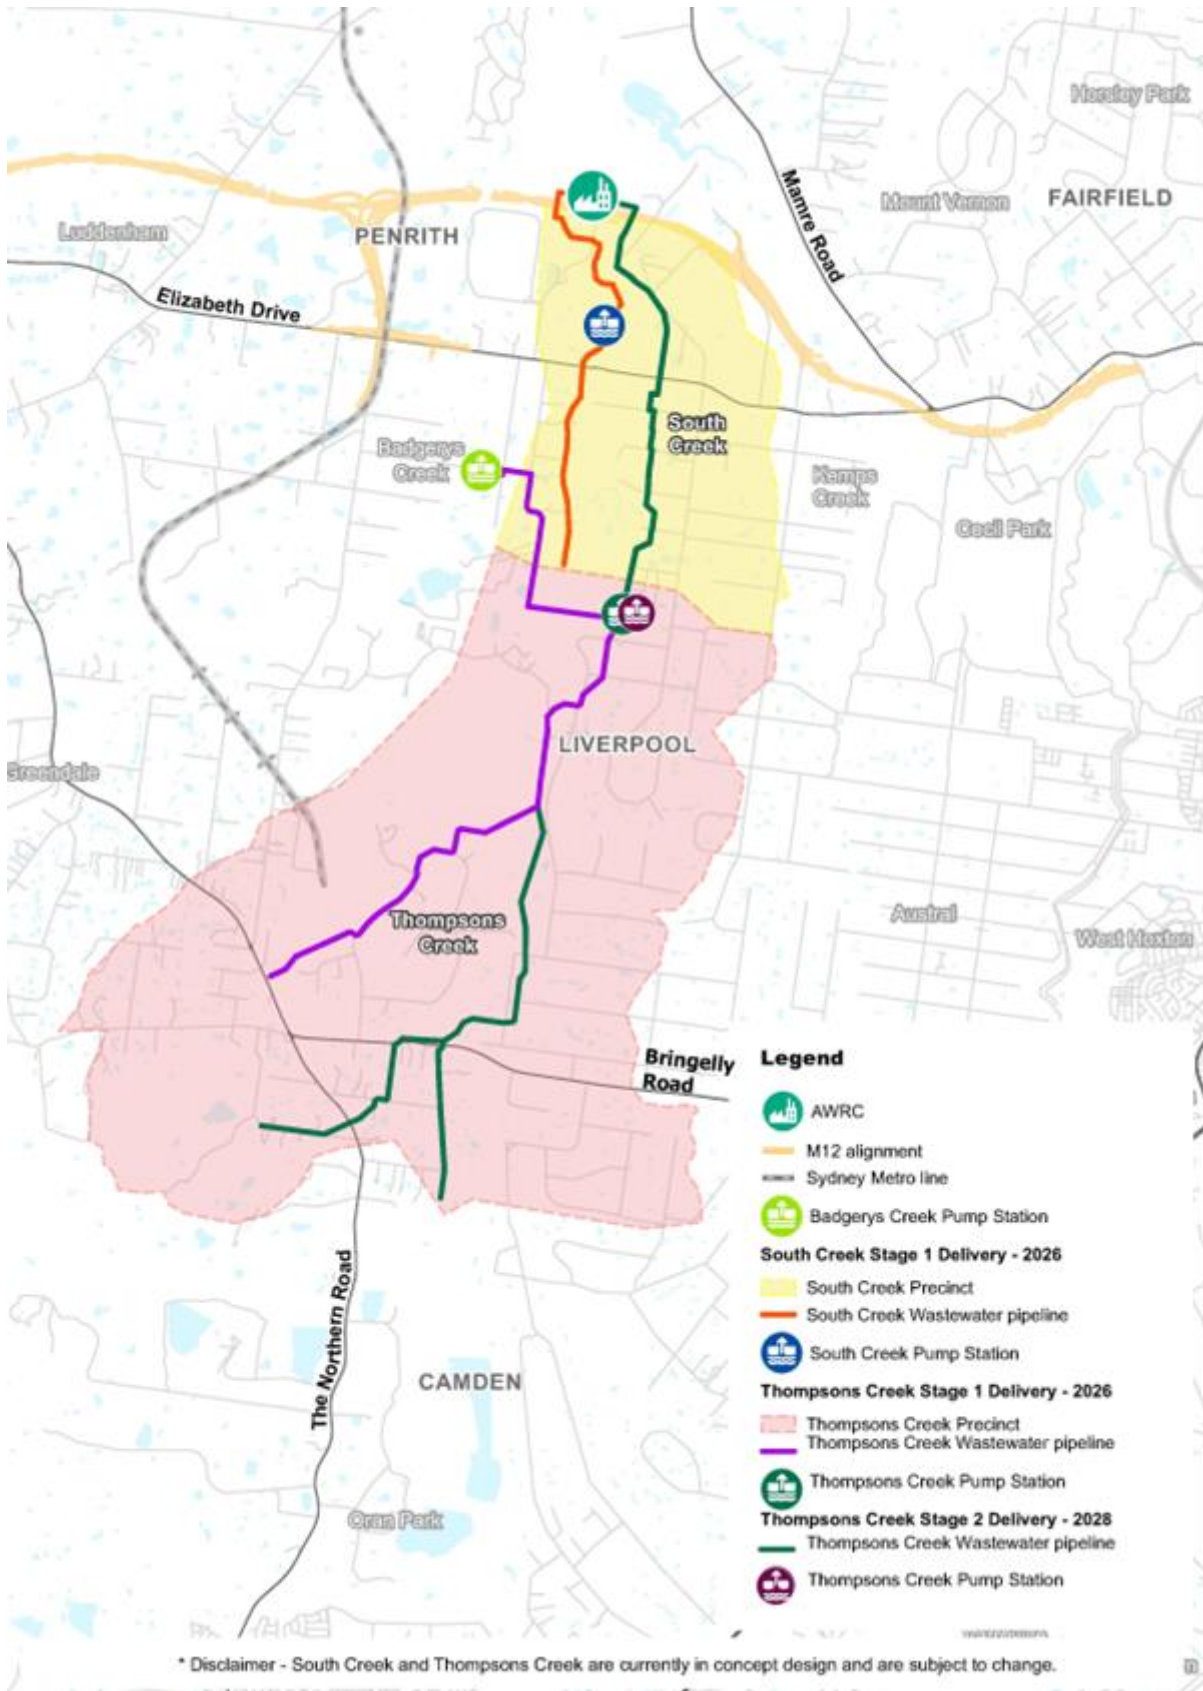 Horsley Park
Mount Vernon
FAIRFIELD
Mamre Road
Luddenham
PENRITH
Elizabeth Drive
South
Creek
Badgerys
Creek
Kemps
Creek
Cecil Park
LIVERPOOL
Greendale
Thompsons
Creek
Austral
West Hoxton
Bringelly
Road
The Northern Road
CAMDEN
Oran Park
Legend
AWRC
M12 alignment
Sydney Metro line
Badgerys Creek Pump Station
South Creek Stage 1 Delivery - 2026
South Creek Precinct
South Creek Wastewater pipeline
South Creek Pump Station
Thompsons Creek Stage 1 Delivery - 2026
Thompsons Creek Precinct
Thompsons Creek Wastewater pipeline
Thompsons Creek Pump Station
Thompsons Creek Stage 2 Delivery - 2028
Thompsons Creek Wastewater pipeline
Thompsons Creek Pump Station
* Disclaimer - South Creek and Thompsons Creek are currently in concept design and are subject to change.